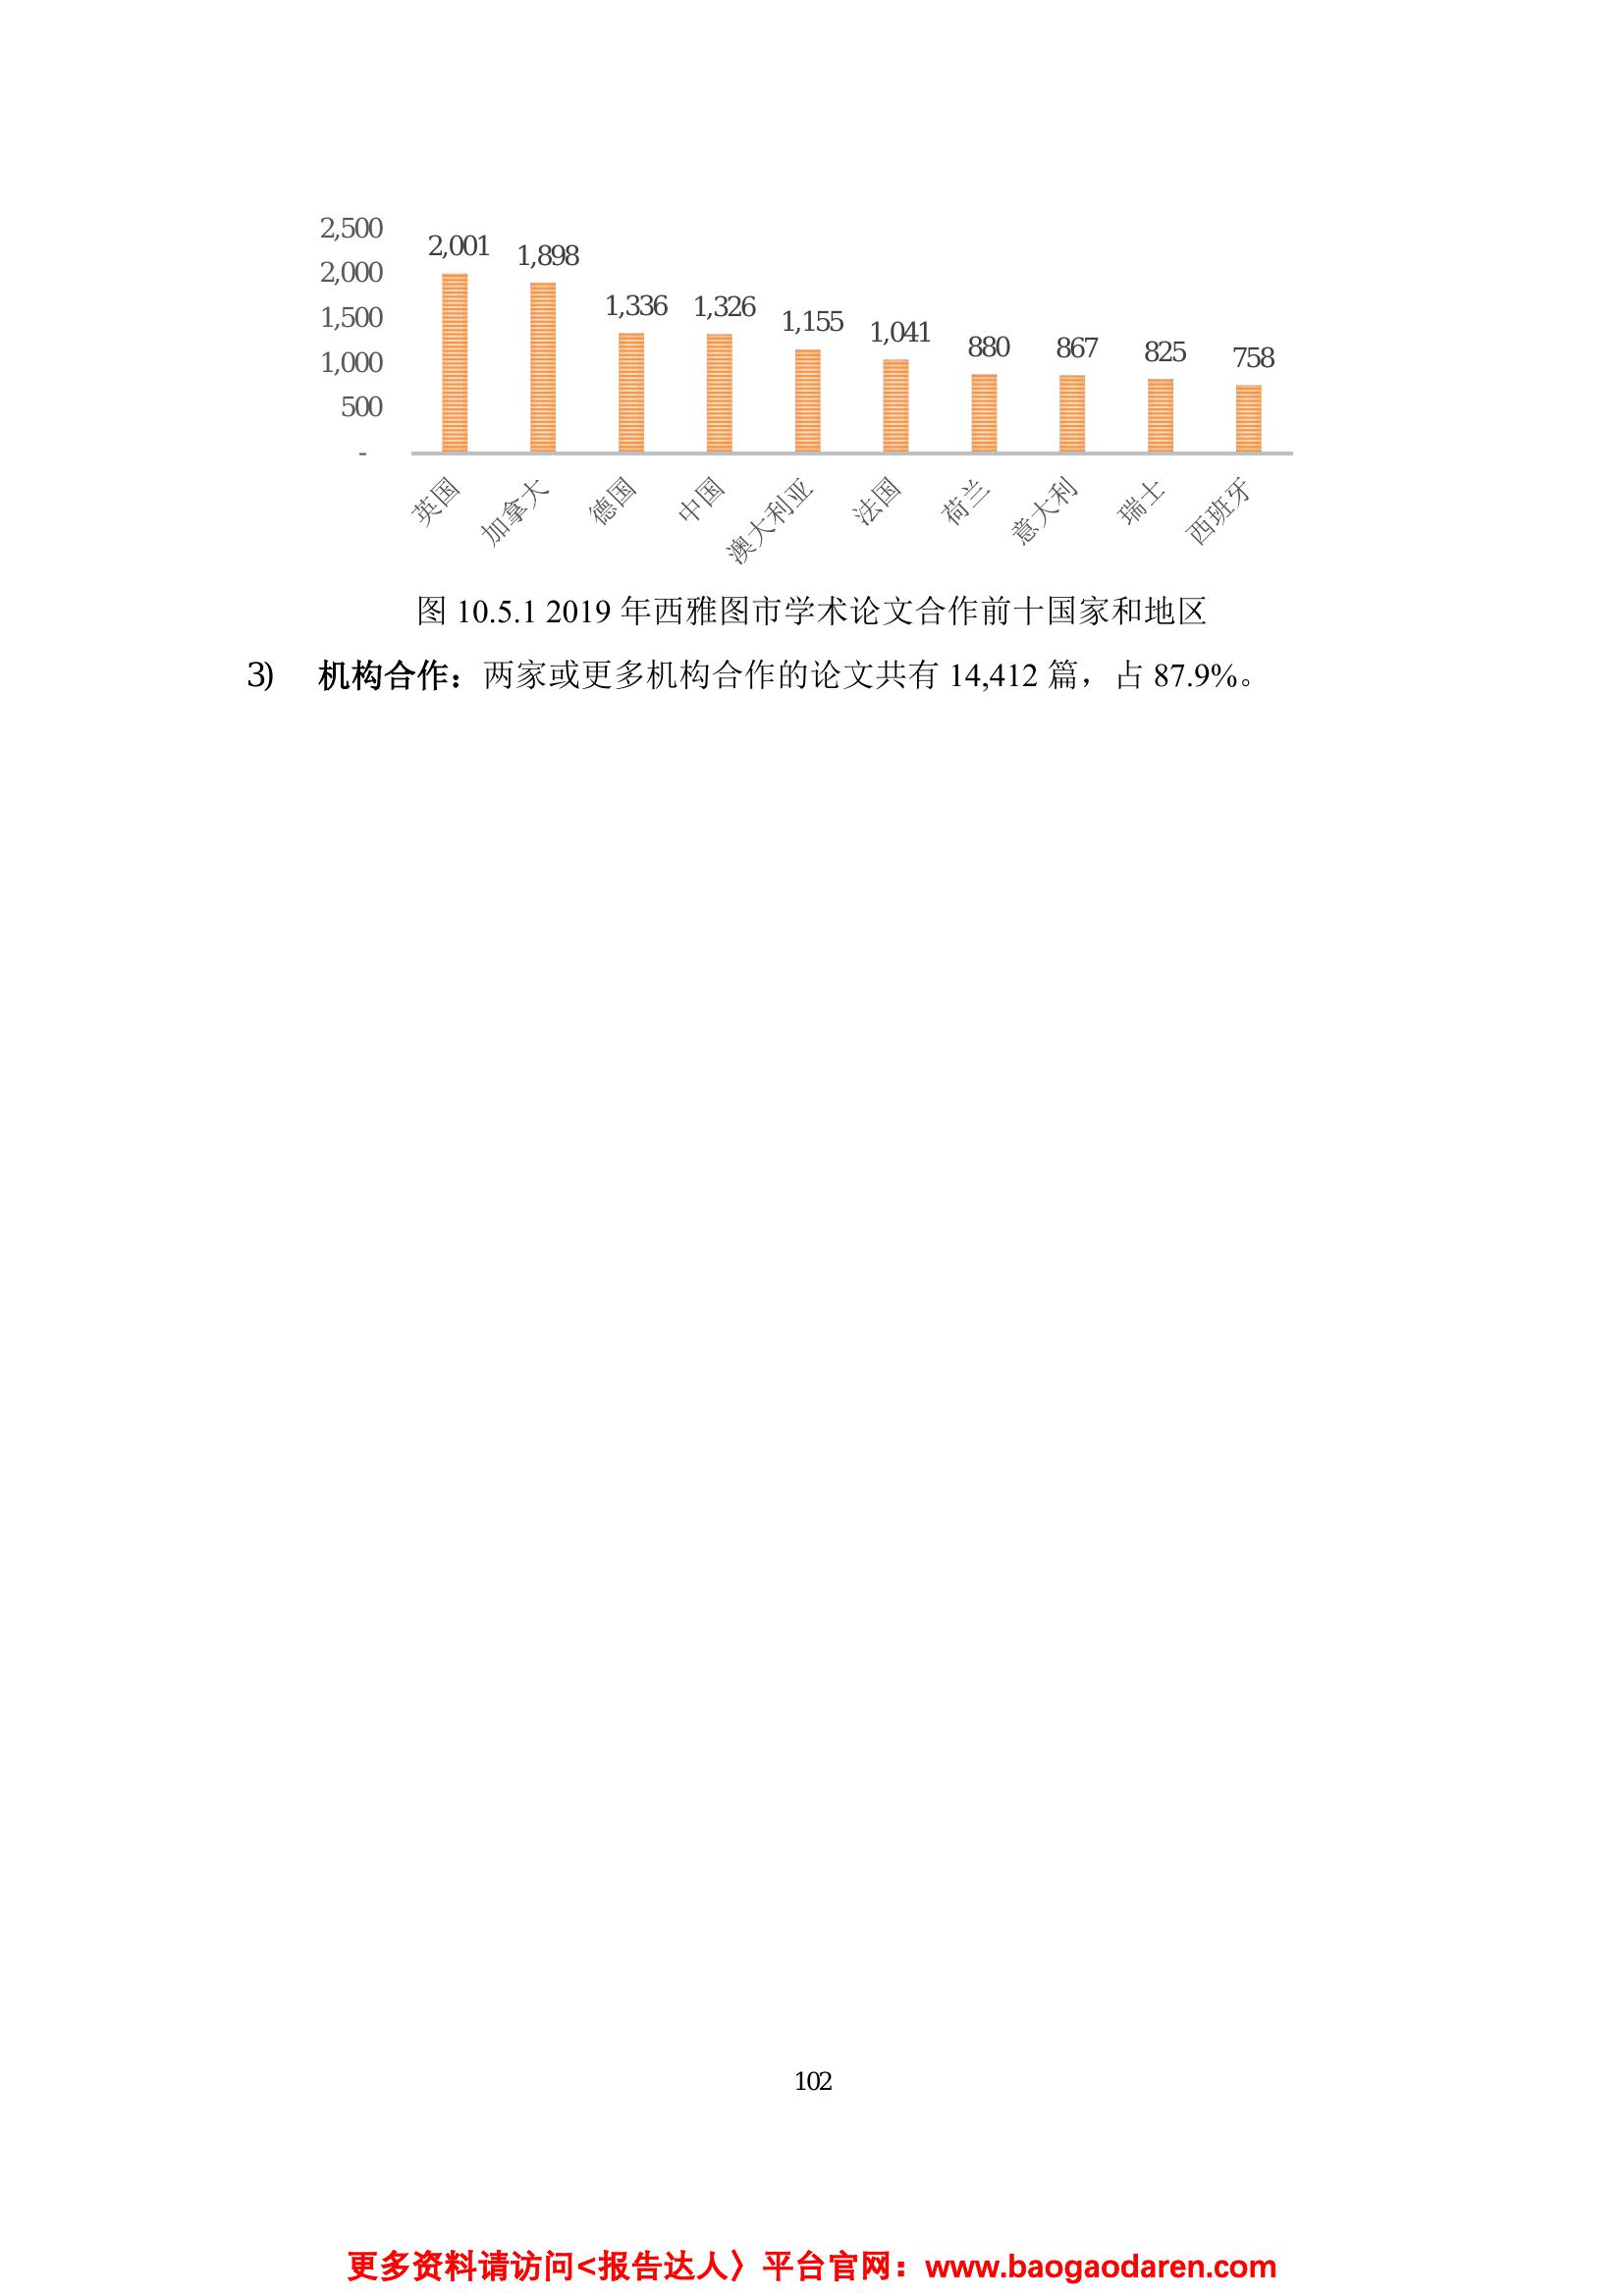 2,500
2,000
1,500
1,000
500
-
2,001
1,898
1,336
1,326
1,155
1,041
880
867
825
758
英国
加拿大
德国
中国
澳大利亚
法国
荷兰
意大利
瑞士
西班牙
图 10.5.1 2019 年西雅图市学术论文合作前十国家和地区
3) 机构合作：两家或更多机构合作的论文共有 14,412 篇，占 87.9%。
102
更多资料请访问<报告达人〉平台官网：www.baogaodaren.com